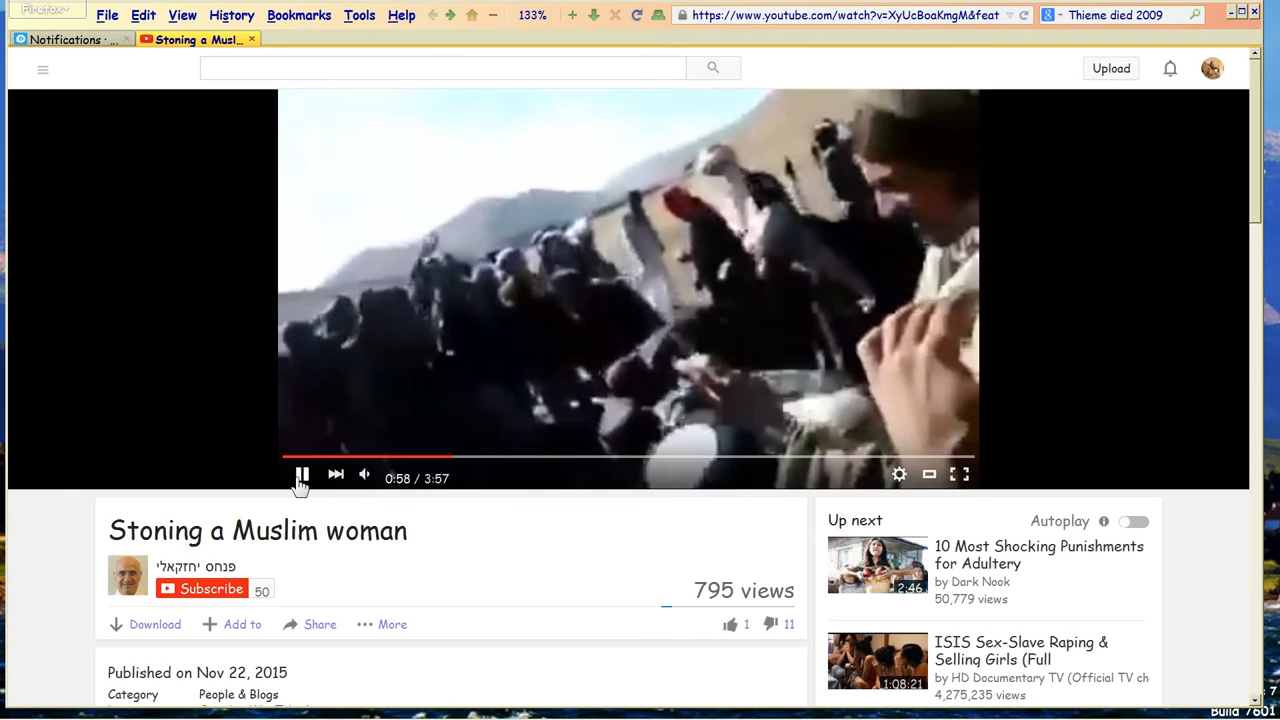 Firefox
File Edit View History Bookmarks Tools Help 133% https://www.youtube.com/watch?v=XyUcBoaKmgM&feat Thieme died 2009
Notifications · ... Stoning a Musl...
Upload
0:58 / 3:57
Stoning a Muslim woman
פנחס יחזקאלי
Subscribe 50
795 views
Download Add to Share More 1 11
Published on Nov 22, 2015
Category People & Blogs
Up next Autoplay
10 Most Shocking Punishments
for Adultery
by Dark Nook
50,779 views
2:46
ISIS Sex-Slave Raping &
Selling Girls (Full
by HD Documentary TV (Official TV ch
4,275,235 views
1:08:21
: 7
Build 7601